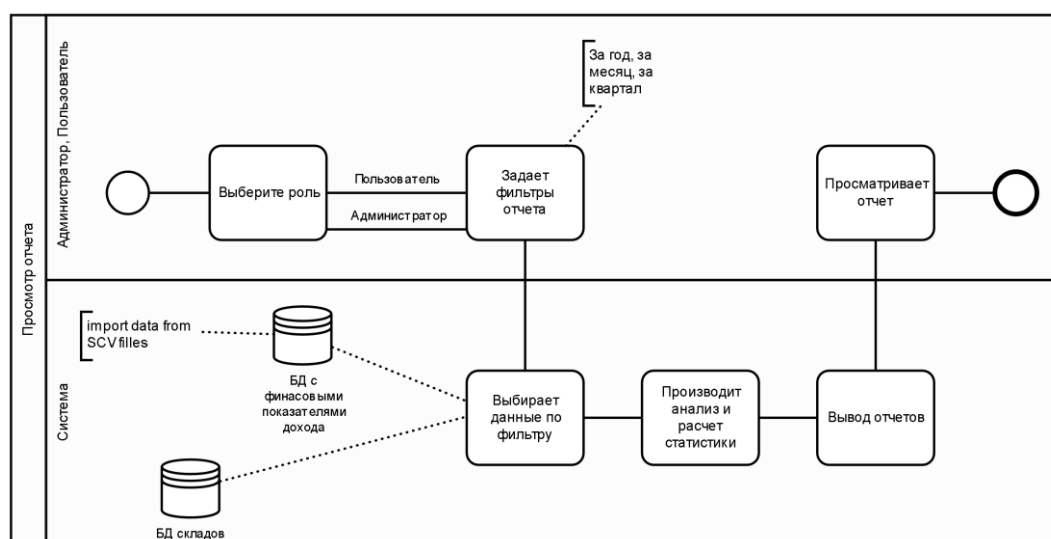 Просмотр отчета
Администратор, Пользователь
За год, за
месяц, за
квартал
Выберите роль
Пользователь
Администратор
Задает
фильтры
отчета
Просматривает
отчет
Система
import data from
SCV filles
БД с
финасовыми
показателями
дохода
БД складов
Выбирает
данные по
фильтру
Производит
анализ и
расчет
статистики
Вывод отчетов